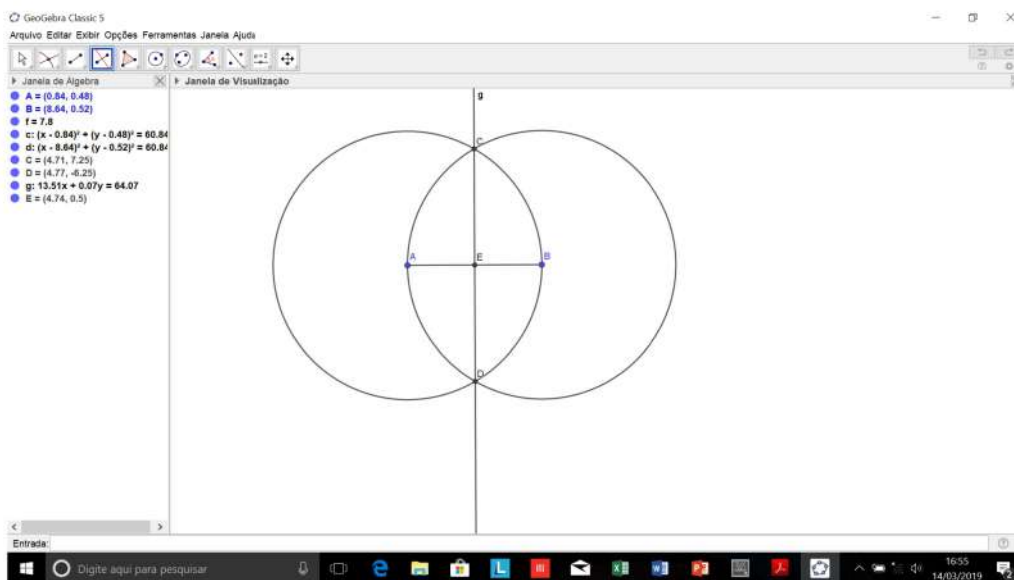 GeoGebra Classic 5
Arquivo Editar Exibir Opções Ferramentas Janela Ajuda
Janela de Álgebra
Janela de Visualização
A = (0.84, 0.48)
B = (8.64, 0.52)
f = 7.8
c: (x - 0.84)² + (y - 0.48)² = 60.84
d: (x - 8.64)² + (y - 0.52)² = 60.84
C = (4.71, 7.25)
D = (4.77, -6.25)
g: 13.51x + 0.07y = 64.07
E = (4.74, 0.5)
g
C
A
E
B
D
Entrada:
Digite aqui para pesquisar
16:55
14/03/2019